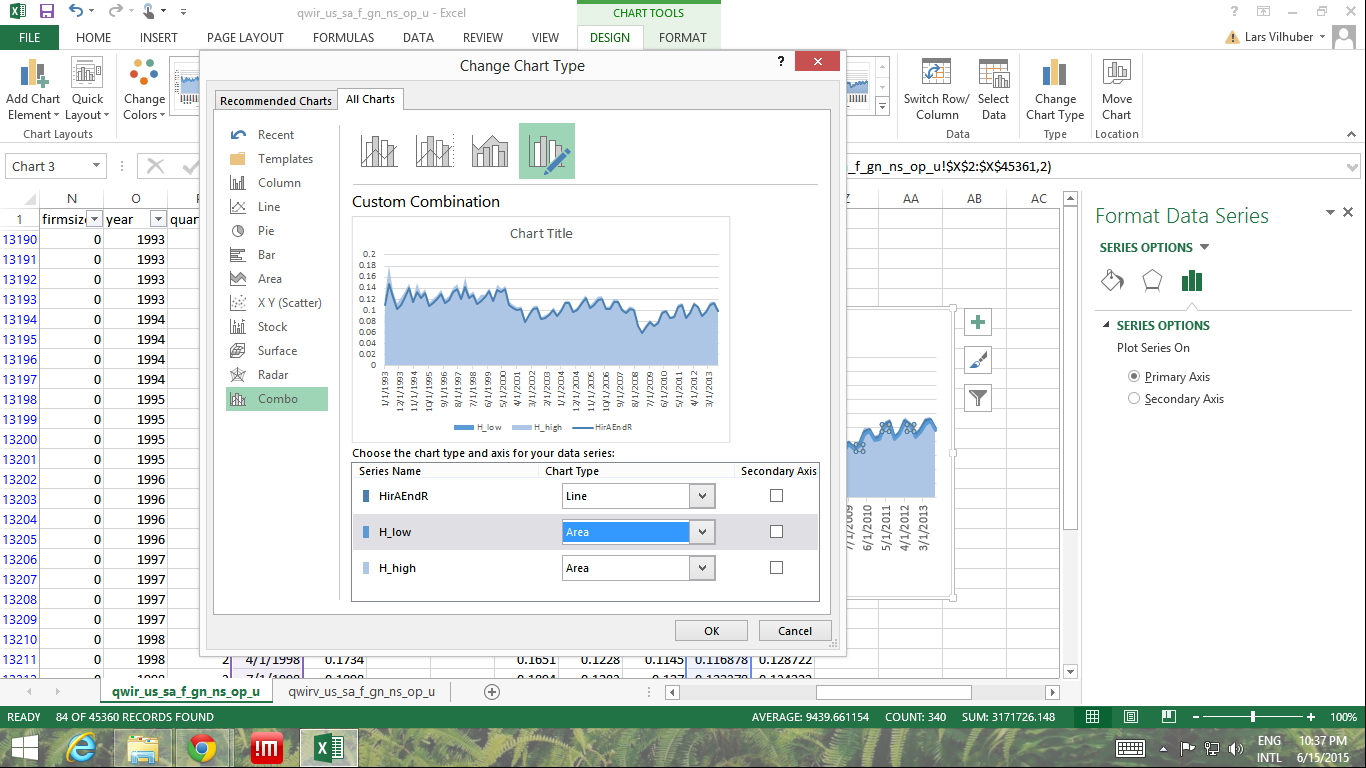 qwir_us_sa_f_gn_ns_op_u - Excel
CHART TOOLS
?
FILE HOME INSERT PAGE LAYOUT FORMULAS DATA REVIEW VIEW DESIGN FORMAT Lars Vilhuber
Add Chart Element
Quick Layout
Chart Layouts
Change Colors
Switch Row/ Column
Select Data
Data
Change Chart Type
Type
Move Chart
Location
Chart 3
_f_gn_ns_op_u!$X$2:$X$45361,2)
Change Chart Type
?
Recommended Charts
All Charts
Recent
Templates
Column
Line
Pie
Bar
Area
X Y (Scatter)
Stock
Surface
Radar
Combo
Custom Combination
Chart Title
0.2
0.18
0.16
0.14
0.12
0.1
0.08
0.06
0.04
0.02
0
1/1/1993
12/1/1993
11/1/1994
10/1/1995
9/1/1996
8/1/1997
7/1/1998
6/1/1999
5/1/2000
4/1/2001
3/1/2002
2/1/2003
1/1/2004
12/1/2004
11/1/2005
10/1/2006
9/1/2007
8/1/2008
7/1/2009
6/1/2010
5/1/2011
4/1/2012
3/1/2013
H_low H_high HirAEndR
Choose the chart type and axis for your data series:
Series Name Chart Type Secondary Axis
HirAEndR Line
H_low Area
H_high Area
OK Cancel
N O AA AB AC
1 firmsize year quar
13190 0 1993
13191 0 1993
13192 0 1993
13193 0 1993
13194 0 1994
13195 0 1994
13196 0 1994
13197 0 1994
13198 0 1995
13199 0 1995
13200 0 1995
13201 0 1995
13202 0 1996
13203 0 1996
13204 0 1996
13205 0 1996
13206 0 1997
13207 0 1997
13208 0 1997
13209 0 1997
13210 0 1998
13211 0 1998 2 4/1/1998 0.1734 0.1651 0.1228 0.1145 0.116878 0.128722
7/1/2009
6/1/2010
5/1/2011
4/1/2012
3/1/2013
Format Data Series
SERIES OPTIONS
SERIES OPTIONS
Plot Series On
Primary Axis
Secondary Axis
qwir_us_sa_f_gn_ns_op_u qwirv_us_sa_f_gn_ns_op_u
READY 84 OF 45360 RECORDS FOUND AVERAGE: 9439.661154 COUNT: 340 SUM: 3171726.148 100%
!m
ENG
INTL
10:37 PM
6/15/2015